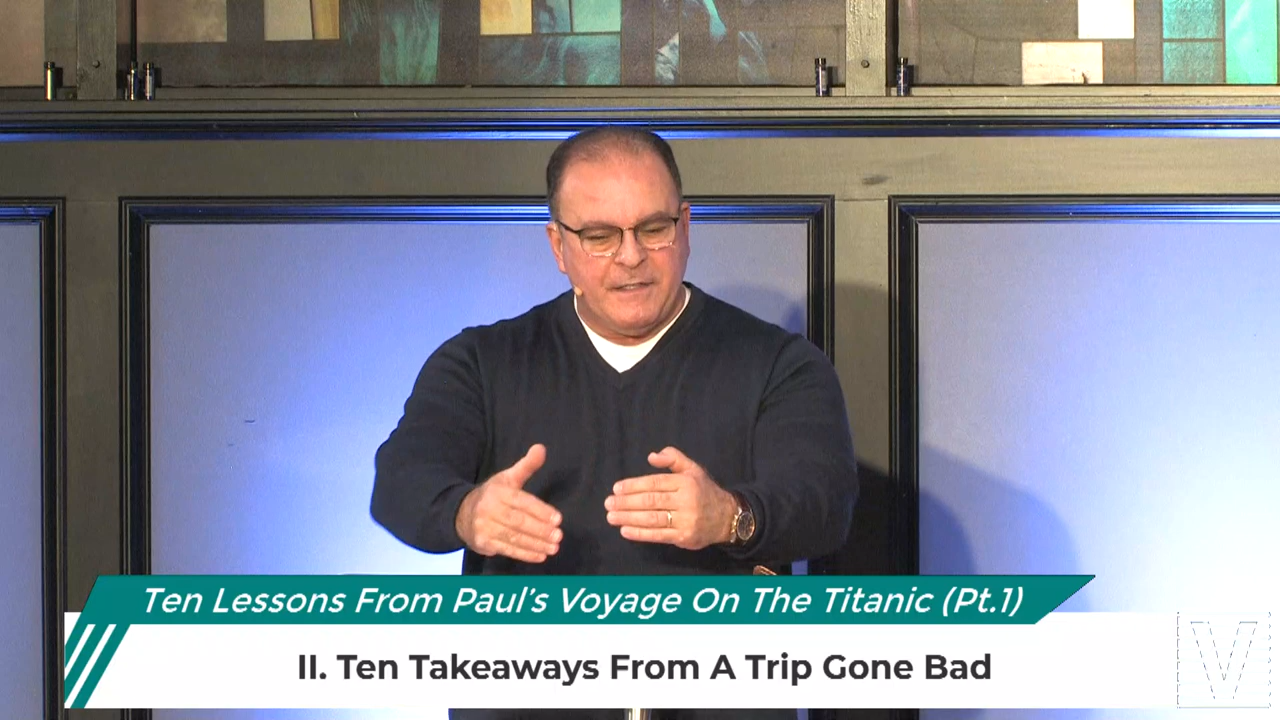 Ten Lessons From Paul's Voyage On The Titanic (Pt.1)
II. Ten Takeaways From A Trip Gone Bad
V